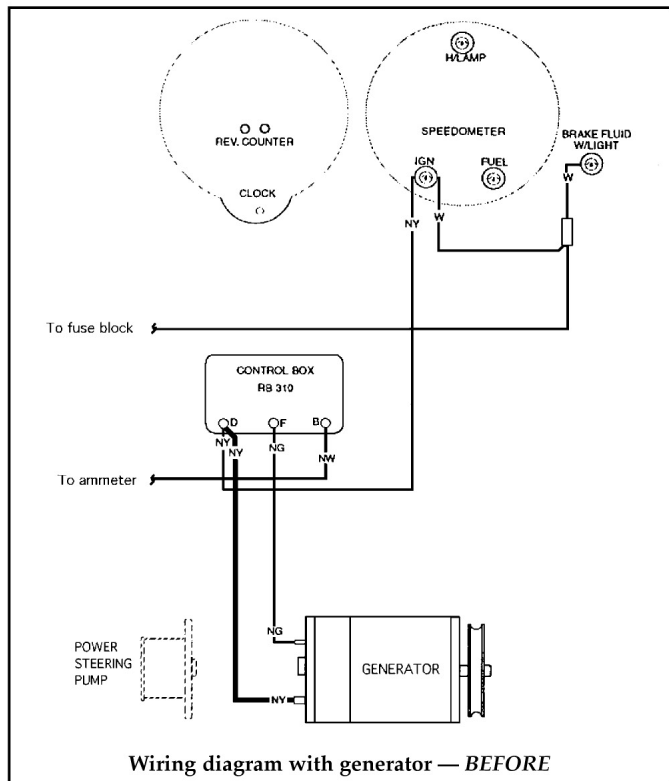 H/LAMP
REV. COUNTER
SPEEDOMETER
BRAKE FLUID
W/LIGHT
IGN
FUEL
CLOCK
W
NY
W
To fuse block
CONTROL BOX
RB 310
D
F
B
NY
NY
NG
NW
To ammeter
NG
POWER
STEERING
PUMP
GENERATOR
NY
Wiring diagram with generator — BEFORE